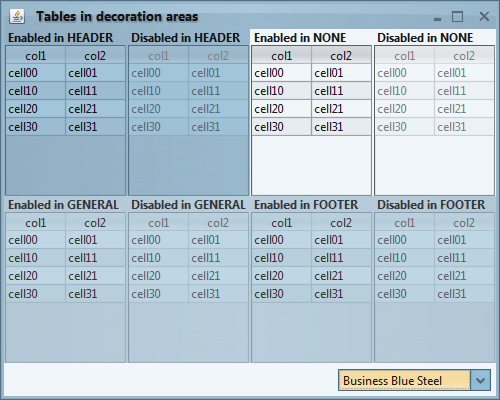 Tables in decoration areas
Enabled in HEADER Disabled in HEADER Enabled in NONE Disabled in NONE
col1 col2 col1 col2 col1 col2 col1 col2
cell00 cell01 cell00 cell01 cell00 cell01 cell00 cell01
cell10 cell11 cell10 cell11 cell10 cell11 cell10 cell11
cell20 cell21 cell20 cell21 cell20 cell21 cell20 cell21
cell30 cell31 cell30 cell31 cell30 cell31 cell30 cell31
Enabled in GENERAL Disabled in GENERAL Enabled in FOOTER Disabled in FOOTER
col1 col2 col1 col2 col1 col2 col1 col2
cell00 cell01 cell00 cell01 cell00 cell01 cell00 cell01
cell10 cell11 cell10 cell11 cell10 cell11 cell10 cell11
cell20 cell21 cell20 cell21 cell20 cell21 cell20 cell21
cell30 cell31 cell30 cell31 cell30 cell31 cell30 cell31
Business Blue Steel